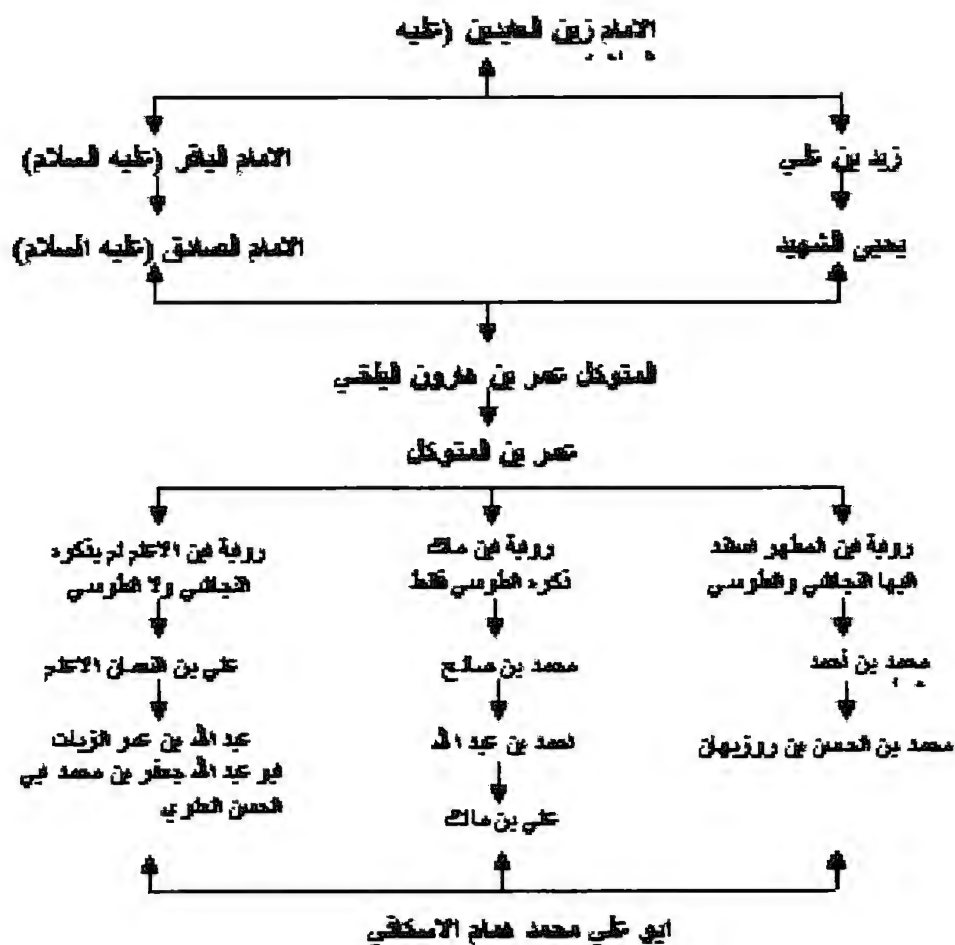 الامام زين العابدين (عليه
زيد بن علي
الامام الباقر (عليه السلام)
يحيى الشهيد
الامام الصادق (عليه السلام)
المتوكل عمر بن هارون البلخي
عمر بن المتوكل
رواية ابن المطهر استند
اليها النجاشي والطوسي
رواية ابن مالك
ذكره الطوسي فقط
رواية ابن الاعلم لم يذكره
النجاشي ولا الطوسي
محمد بن أحمد
محمد بن صالح
علي بن النعمان الاعلم
محمد بن الحسن بن روزبهان
احمد بن عبد الله
عبد الله بن عمر الزيات
ابو عبد الله جعفر بن محمد ابي
الحسن العلوي
علي بن مالك
ابو علي محمد همام الاسكافي